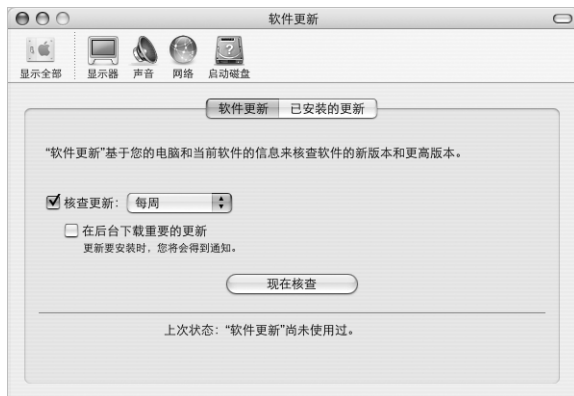 软件更新
显示全部 显示器 声音 网络 启动磁盘
软件更新 已安装的更新
“软件更新”基于您的电脑和当前软件的信息来核查软件的新版本和更高版本。
核查更新： 每周
在后台下载重要的更新
更新要安装时，您将会得到通知。
现在核查
上次状态：“软件更新”尚未使用过。